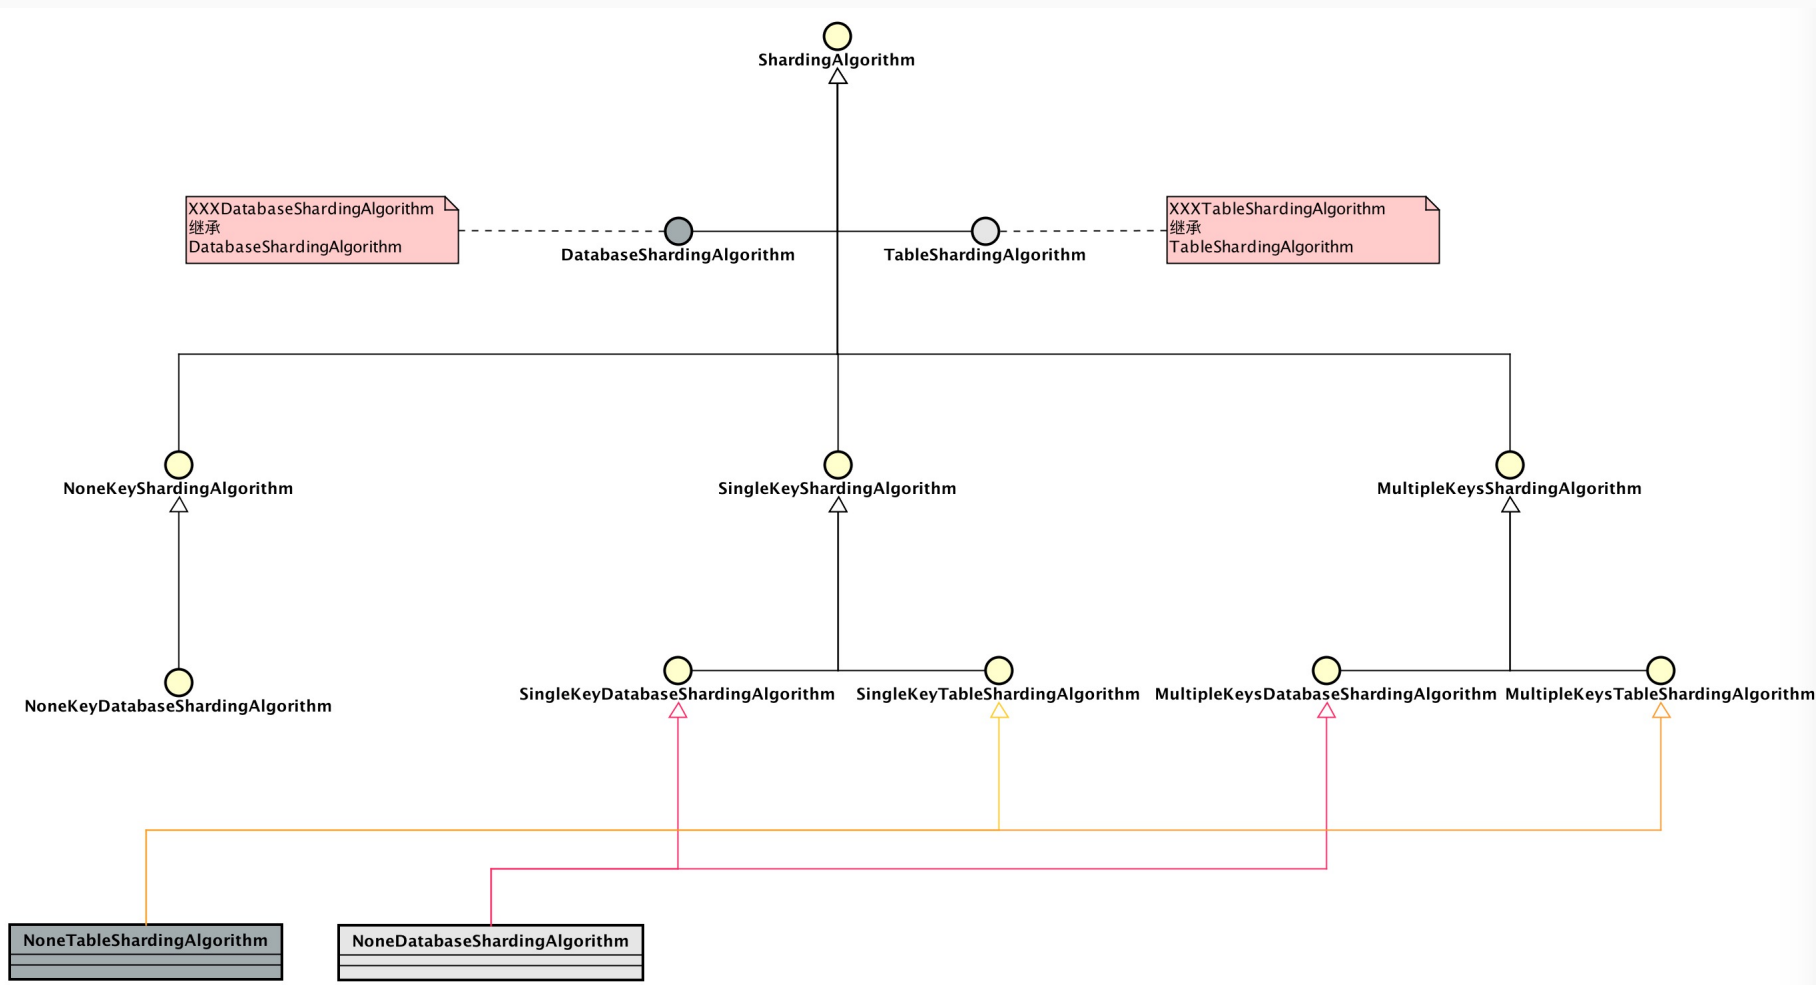 ShardingAlgorithm
XXXDatabaseShardingAlgorithm
继承
DatabaseShardingAlgorithm
DatabaseShardingAlgorithm
TableShardingAlgorithm
XXXTableShardingAlgorithm
继承
TableShardingAlgorithm
NoneKeyShardingAlgorithm
SingleKeyShardingAlgorithm
MultipleKeysShardingAlgorithm
NoneKeyDatabaseShardingAlgorithm
SingleKeyDatabaseShardingAlgorithm
SingleKeyTableShardingAlgorithm
MultipleKeysDatabaseShardingAlgorithm
MultipleKeysTableShardingAlgorithm
NoneTableShardingAlgorithm
NoneDatabaseShardingAlgorithm